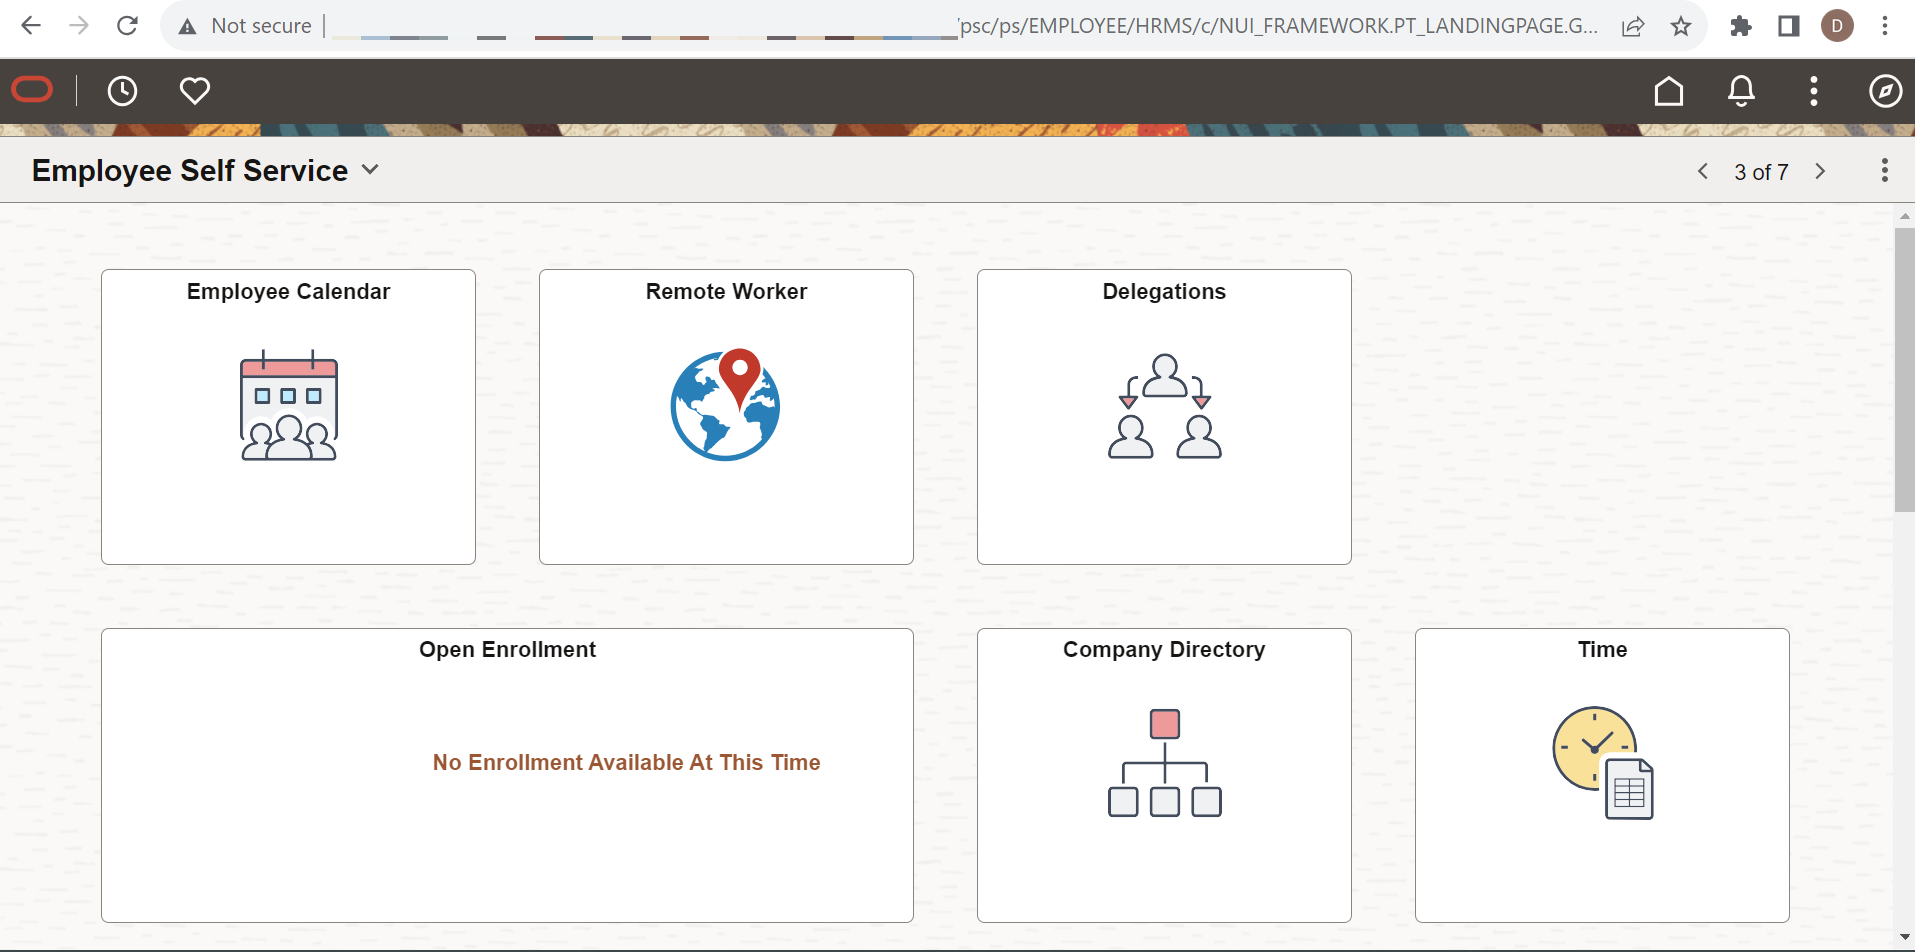 Not secure
/psc/ps/EMPLOYEE/HRMS/c/NUI_FRAMEWORK.PT_LANDINGPAGE.G...
D
Employee Self Service
3 of 7
Employee Calendar
Remote Worker
Delegations
Open Enrollment
No Enrollment Available At This Time
Company Directory
Time